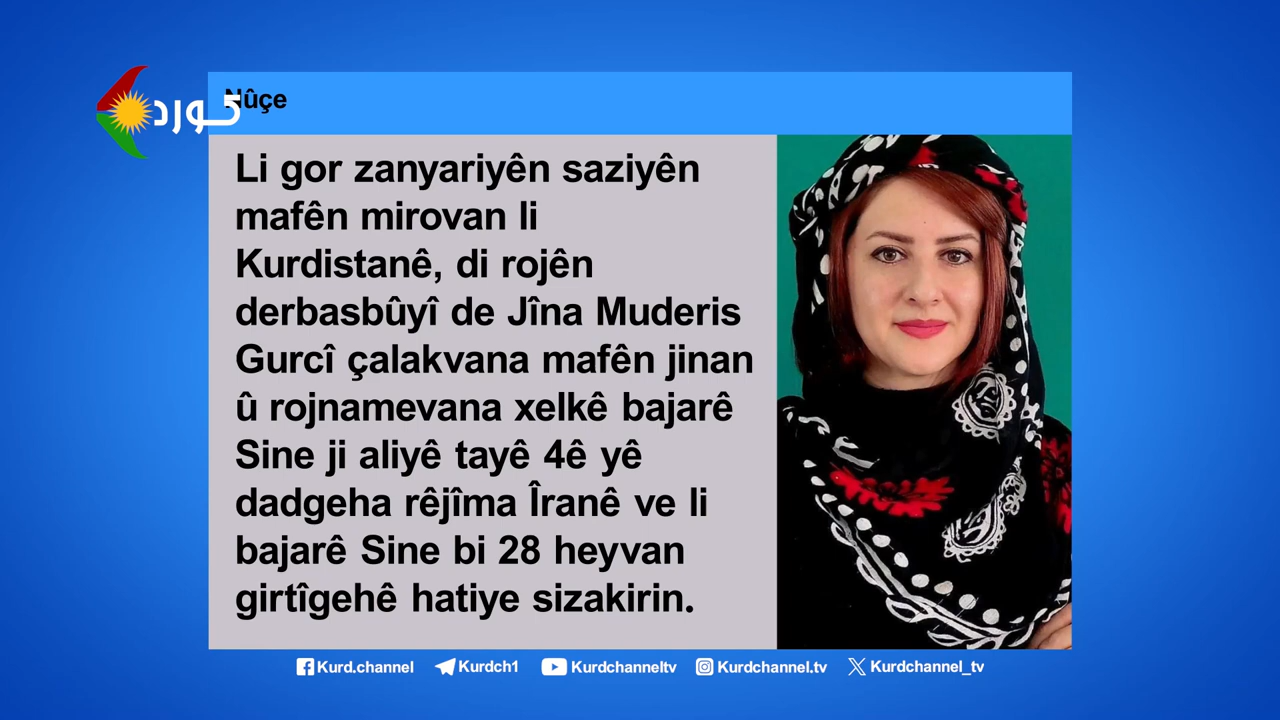 کورد
Nûçe
Li gor zanyariyên saziyên
mafên mirovan li
Kurdistanê, di rojên
derbasbûyî de Jîna Muderis
Gurcî çalakvana mafên jinan
û rojnamevana xelkê bajarê
Sine ji aliyê tayê 4ê yê
dadgeha rêjîma Îranê ve li
bajarê Sine bi 28 heyvan
girtîgehê hatiye sizakirin.
Kurd.channel Kurdch1 Kurdchanneltv Kurdchannel.tv Kurdchannel_tv